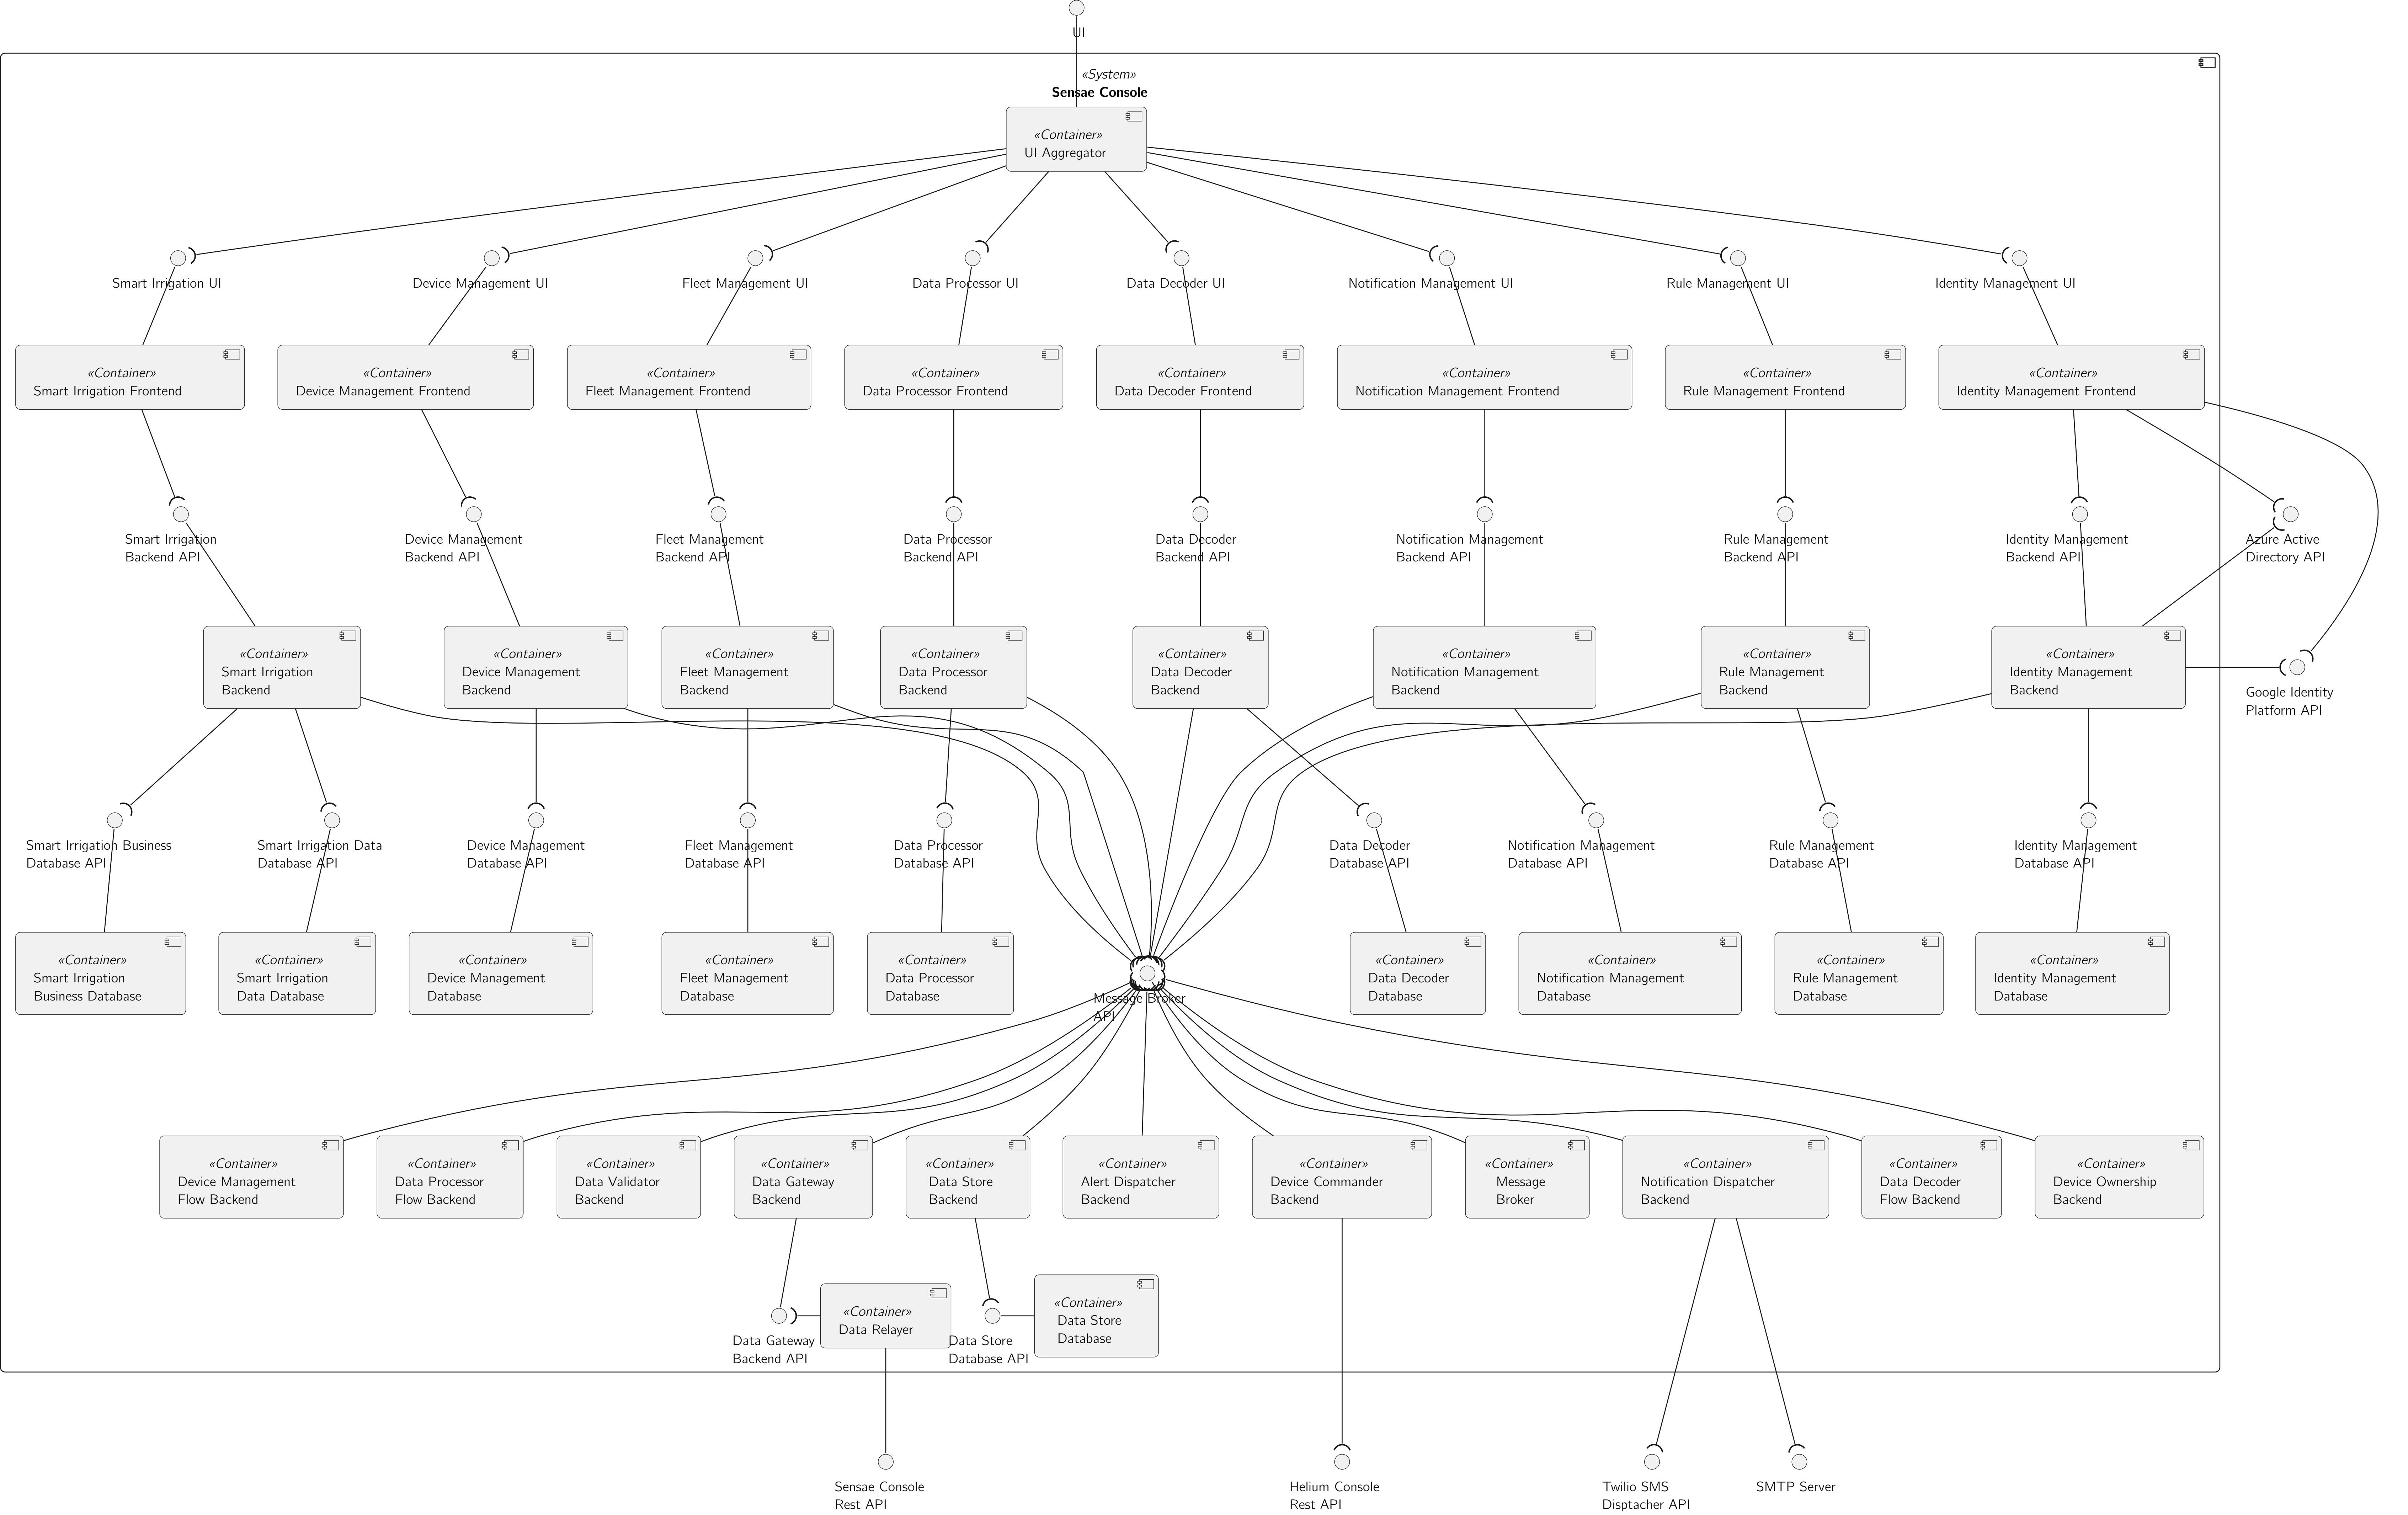 UI
«System»
Sensae Console
«Container»
UI Aggregator
Smart Irrigation UI
Device Management UI
Fleet Management UI
Data Processor UI
Data Decoder UI
Notification Management UI
Rule Management UI
Identity Management UI
«Container»
Smart Irrigation Frontend
«Container»
Device Management Frontend
«Container»
Fleet Management Frontend
«Container»
Data Processor Frontend
«Container»
Data Decoder Frontend
«Container»
Notification Management Frontend
«Container»
Rule Management Frontend
«Container»
Identity Management Frontend
Smart Irrigation
Backend API
Device Management
Backend API
Fleet Management
Backend API
Data Processor
Backend API
Data Decoder
Backend API
Notification Management
Backend API
Rule Management
Backend API
Identity Management
Backend API
Azure Active
Directory API
«Container»
Smart Irrigation
Backend
«Container»
Device Management
Backend
«Container»
Fleet Management
Backend
«Container»
Data Processor
Backend
«Container»
Data Decoder
Backend
«Container»
Notification Management
Backend
«Container»
Rule Management
Backend
«Container»
Identity Management
Backend
Google Identity
Platform API
Smart Irrigation Business
Database API
Smart Irrigation Data
Database API
Device Management
Database API
Fleet Management
Database API
Data Processor
Database API
Data Decoder
Database API
Notification Management
Database API
Rule Management
Database API
Identity Management
Database API
«Container»
Smart Irrigation
Business Database
«Container»
Smart Irrigation
Data Database
«Container»
Device Management
Database
«Container»
Fleet Management
Database
«Container»
Data Processor
Database
Message Broker
API
«Container»
Data Decoder
Database
«Container»
Notification Management
Database
«Container»
Rule Management
Database
«Container»
Identity Management
Database
«Container»
Device Management
Flow Backend
«Container»
Data Processor
Flow Backend
«Container»
Data Validator
Backend
«Container»
Data Gateway
Backend
«Container»
Data Store
Backend
«Container»
Alert Dispatcher
Backend
«Container»
Device Commander
Backend
«Container»
Message
Broker
«Container»
Notification Dispatcher
Backend
«Container»
Data Decoder
Flow Backend
«Container»
Device Ownership
Backend
Data Gateway
Backend API
«Container»
Data Relayer
Data Store
Database API
«Container»
Data Store
Database
Sensae Console
Rest API
Helium Console
Rest API
Twilio SMS
Disptacher API
SMTP Server